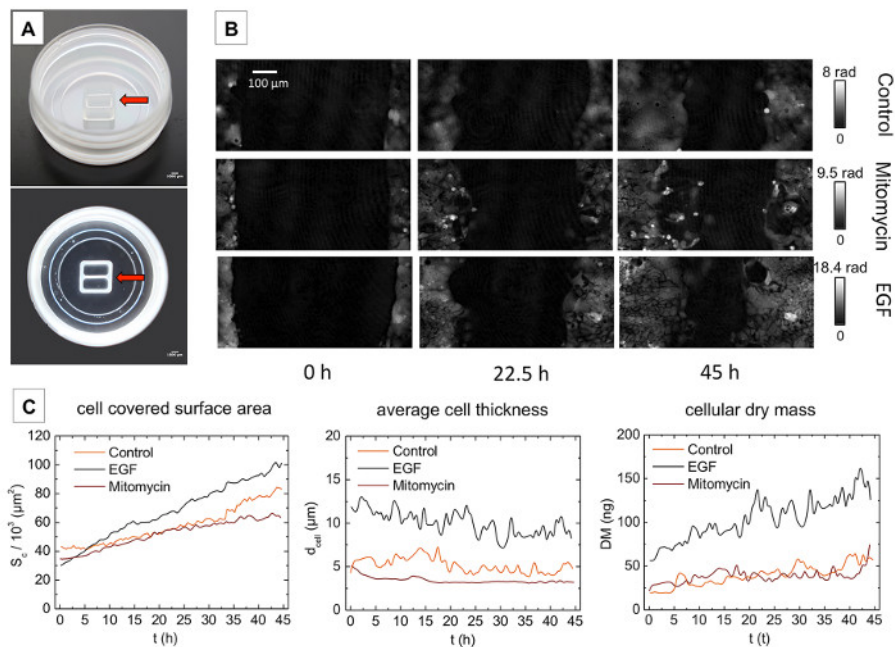 A
B
100 µm
8 rad
0
Control
9.5 rad
0
Mitomycin
18.4 rad
0
EGF
0 h
22.5 h
45 h
C
cell covered surface area
Control
EGF
Mitomycin
120
100
80
60
40
20
0
S_c / 10³ (µm²)
0 5 10 15 20 25 30 35 40 45
t (h)
average cell thickness
Control
EGF
Mitomycin
20
15
10
5
0
d_cell (µm)
0 5 10 15 20 25 30 35 40 45
t (h)
cellular dry mass
Control
EGF
Mitomycin
200
150
100
50
0
DM (ng)
0 5 10 15 20 25 30 35 40 45
t (t)